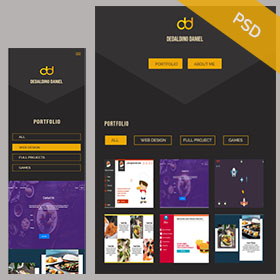 PSD
DEDALDINO DANIEL
PORTFOLIO
ALL
WEB DESIGN
FULL PROJECTS
GAMES
DEDALDINO DANIEL
PORTFOLIO
ABOUT ME
PORTFOLIO
ALL
WEB DESIGN
FULL PROJECT
GAMES